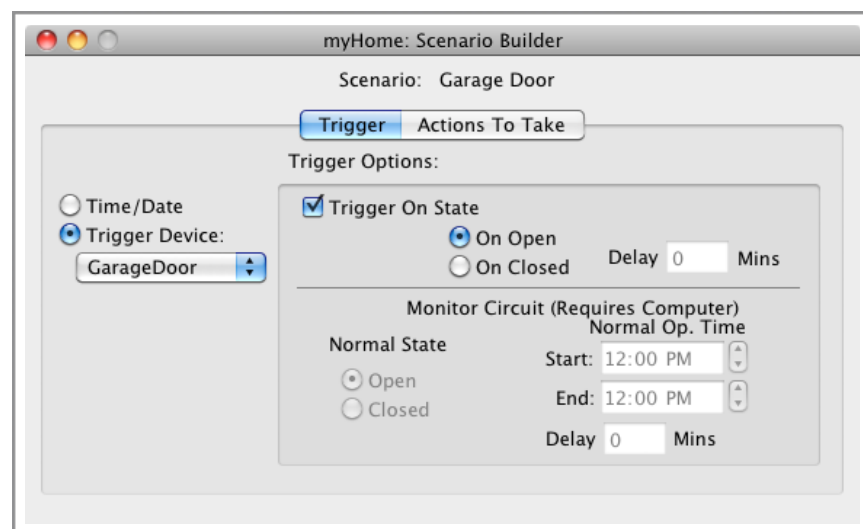 myHome: Scenario Builder
Scenario: Garage Door
Trigger Actions To Take
Trigger Options:
Time/Date
Trigger Device:
GarageDoor
Trigger On State
On Open
On Closed
Delay 0 Mins
Monitor Circuit (Requires Computer)
Normal Op. Time
Normal State
Open
Closed
Start: 12:00 PM
End: 12:00 PM
Delay 0 Mins